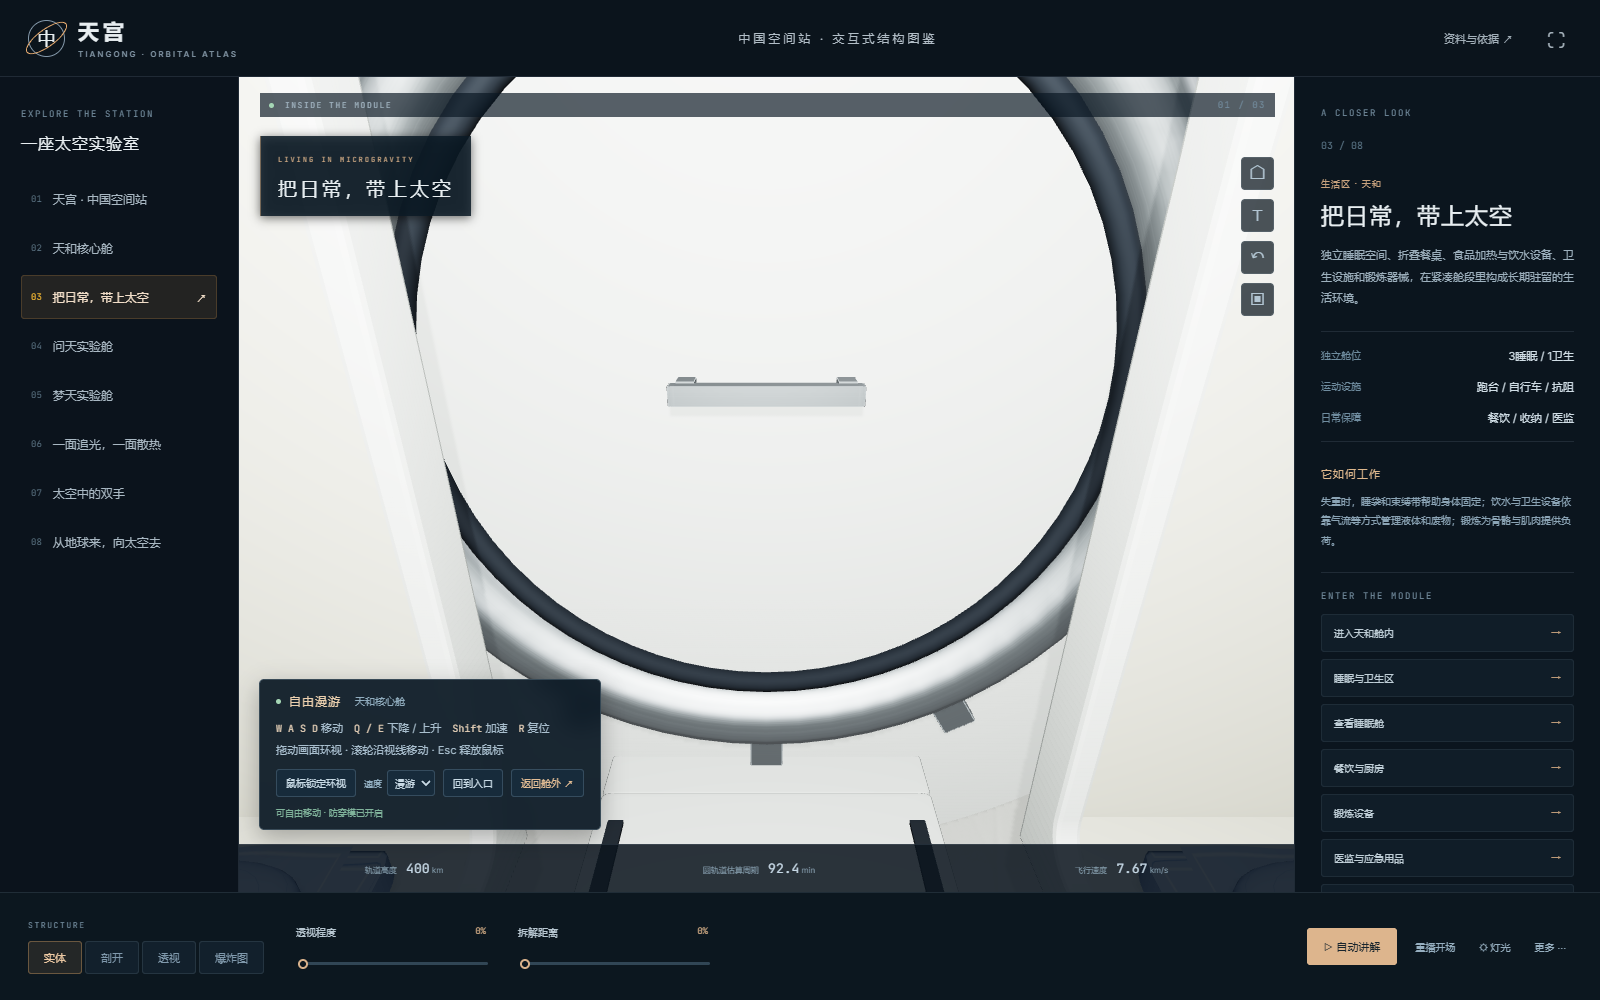 中
天宫
TIANGONG · ORBITAL ATLAS
中国空间站 · 交互式结构图鉴
资料与依据 ↗
EXPLORE THE STATION
一座太空实验室
01 天宫 · 中国空间站
02 天和核心舱
03 把日常，带上太空 ↗
04 问天实验舱
05 梦天实验舱
06 一面追光，一面散热
07 太空中的双手
08 从地球来，向太空去
INSIDE THE MODULE
01 / 03
LIVING IN MICROGRAVITY
把日常，带上太空
T
自由漫游 天和核心舱
W A S D 移动 Q / E 下降 / 上升 Shift 加速 R 复位
拖动画面环视 · 滚轮沿视线移动 · Esc 释放鼠标
鼠标锁定环视 速度 漫游 回到入口 返回舱外 ↗
可自由移动 · 防穿模已开启
轨道高度 400 km
圆轨道估算周期 92.4 min
飞行速度 7.67 km/s
A CLOSER LOOK
03 / 08
生活区 · 天和
把日常，带上太空
独立睡眠空间、折叠餐桌、食品加热与饮水设备、卫
生设施和锻炼器械，在紧凑舱段里构成长期驻留的生
活环境。
独立舱位 3睡眠 / 1卫生
运动设施 跑台 / 自行车 / 抗阻
日常保障 餐饮 / 收纳 / 医监
它如何工作
失重时，睡袋和束缚带帮助身体固定；饮水与卫生设备依
靠气流等方式管理液体和废物；锻炼为骨骼与肌肉提供负
荷。
ENTER THE MODULE
进入天和舱内 →
睡眠与卫生区 →
查看睡眠舱 →
餐饮与厨房 →
锻炼设备 →
医监与应急用品 →
STRUCTURE
实体 剖开 透视 爆炸图
透视程度 0%
拆解距离 0%
▷ 自动讲解
重播开场
灯光
更多 ···